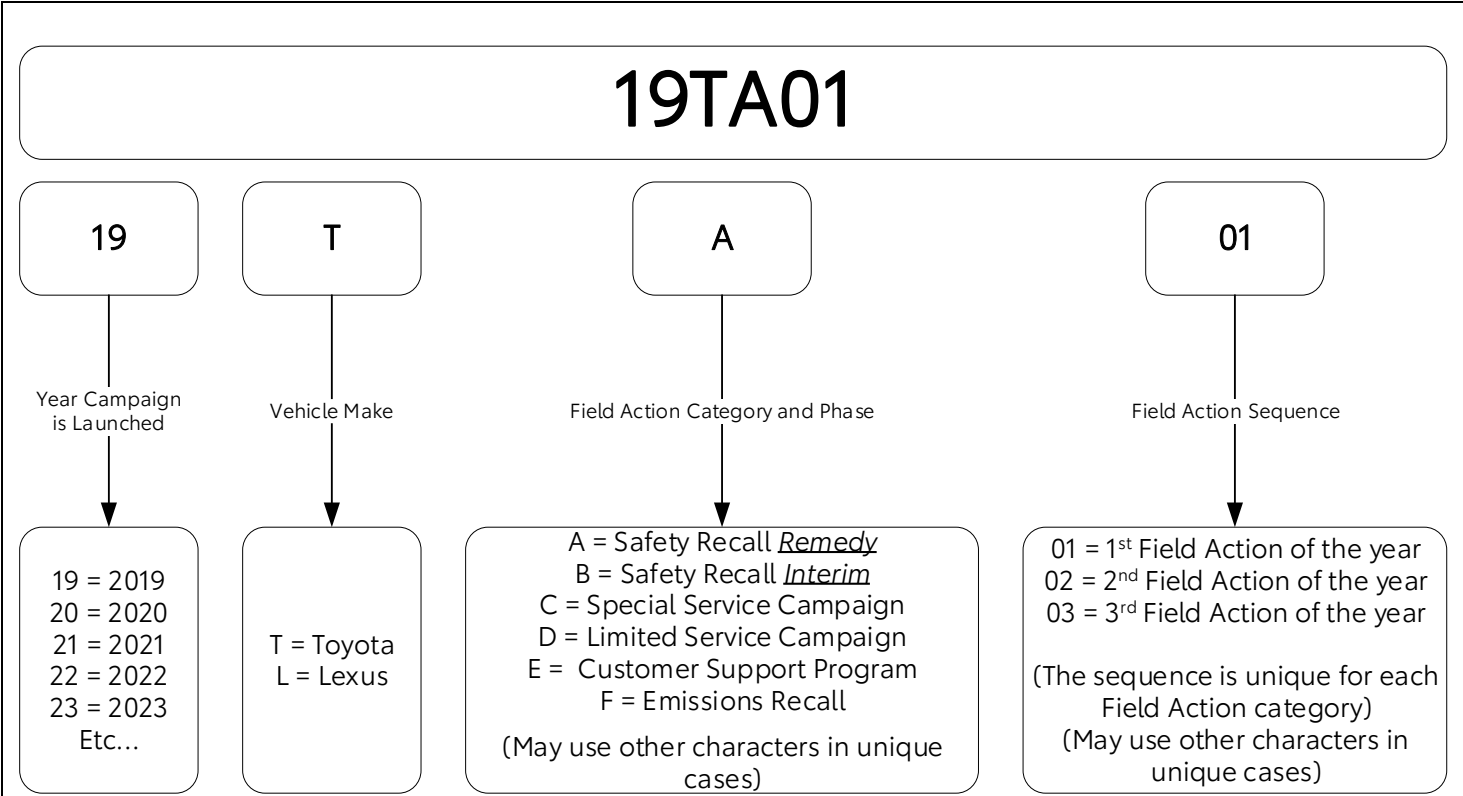 19TA01
19
T
A
01
Year Campaign
is Launched
Vehicle Make
Field Action Category and Phase
Field Action Sequence
19 = 2019
20 = 2020
21 = 2021
22 = 2022
23 = 2023
Etc…
T = Toyota
L = Lexus
A = Safety Recall Remedy
B = Safety Recall Interim
C = Special Service Campaign
D = Limited Service Campaign
E =  Customer Support Program
F = Emissions Recall
(May use other characters in unique
cases)
01 = 1st Field Action of the year
02 = 2nd Field Action of the year
03 = 3rd Field Action of the year
(The sequence is unique for each
Field Action category)
(May use other characters in
unique cases)